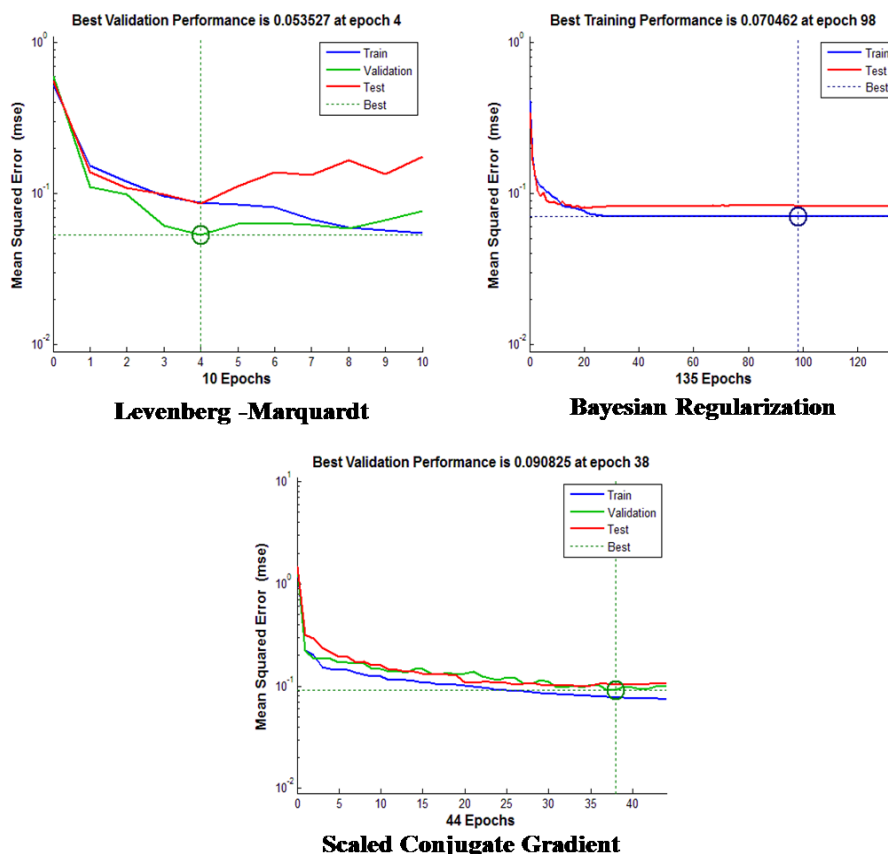 Best Validation Performance is 0.053527 at epoch 4
Mean Squared Error (mse)
10^0
10^-1
10^-2
Train
Validation
Test
Best
0 1 2 3 4 5 6 7 8 9 10
10 Epochs
Levenberg -Marquardt
Best Training Performance is 0.070462 at epoch 98
Mean Squared Error (mse)
10^0
10^-1
10^-2
Train
Test
Best
0 20 40 60 80 100 120
135 Epochs
Bayesian Regularization
Best Validation Performance is 0.090825 at epoch 38
Mean Squared Error (mse)
10^1
10^0
10^-1
10^-2
Train
Validation
Test
Best
0 5 10 15 20 25 30 35 40
44 Epochs
Scaled Conjugate Gradient